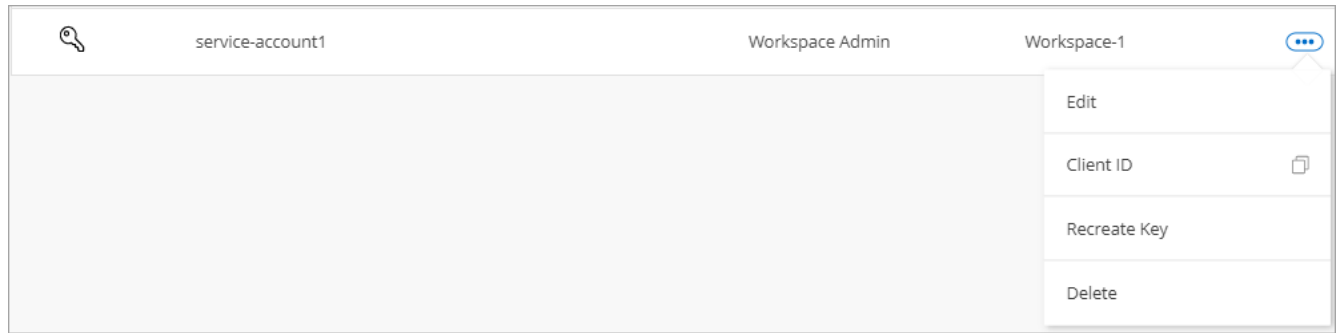 service-account1 Workspace Admin Workspace-1
Edit
Client ID
Recreate Key
Delete